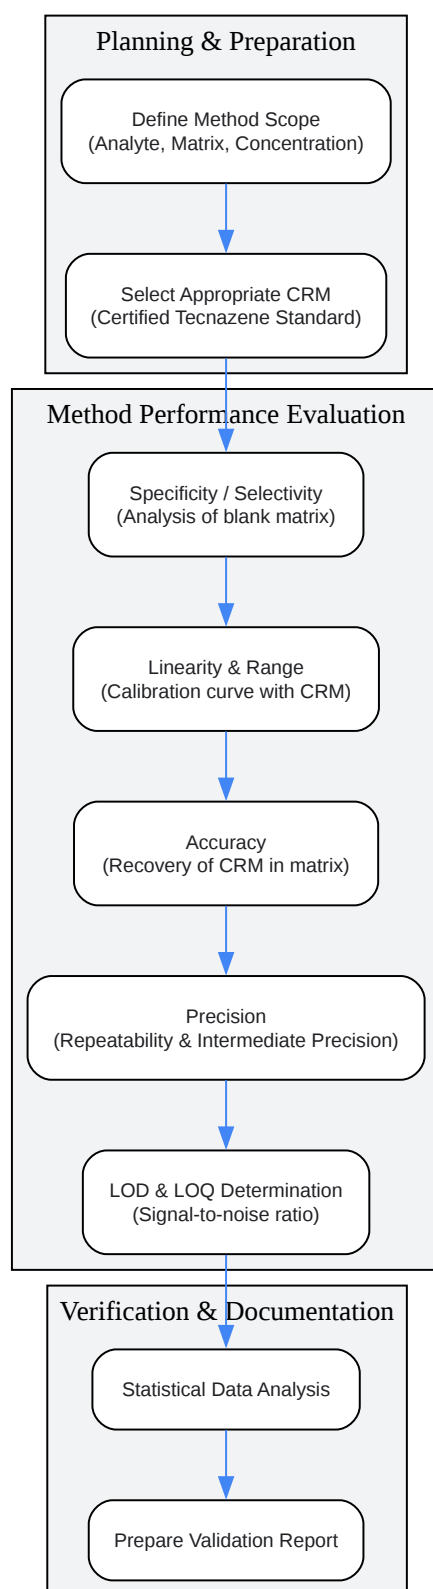 Planning & Preparation
Define Method Scope
(Analyte, Matrix, Concentration)
Select Appropriate CRM
(Certified Tecnazene Standard)
Method Performance Evaluation
Specificity / Selectivity
(Analysis of blank matrix)
Linearity & Range
(Calibration curve with CRM)
Accuracy
(Recovery of CRM in matrix)
Precision
(Repeatability & Intermediate Precision)
LOD & LOQ Determination
(Signal-to-noise ratio)
Verification & Documentation
Statistical Data Analysis
Prepare Validation Report